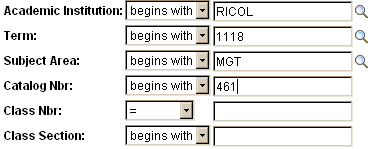 Academic Institution: begins with RICOL
Term: begins with 1118
Subject Area: begins with MGT
Catalog Nbr: begins with 461
Class Nbr: =
Class Section: begins with